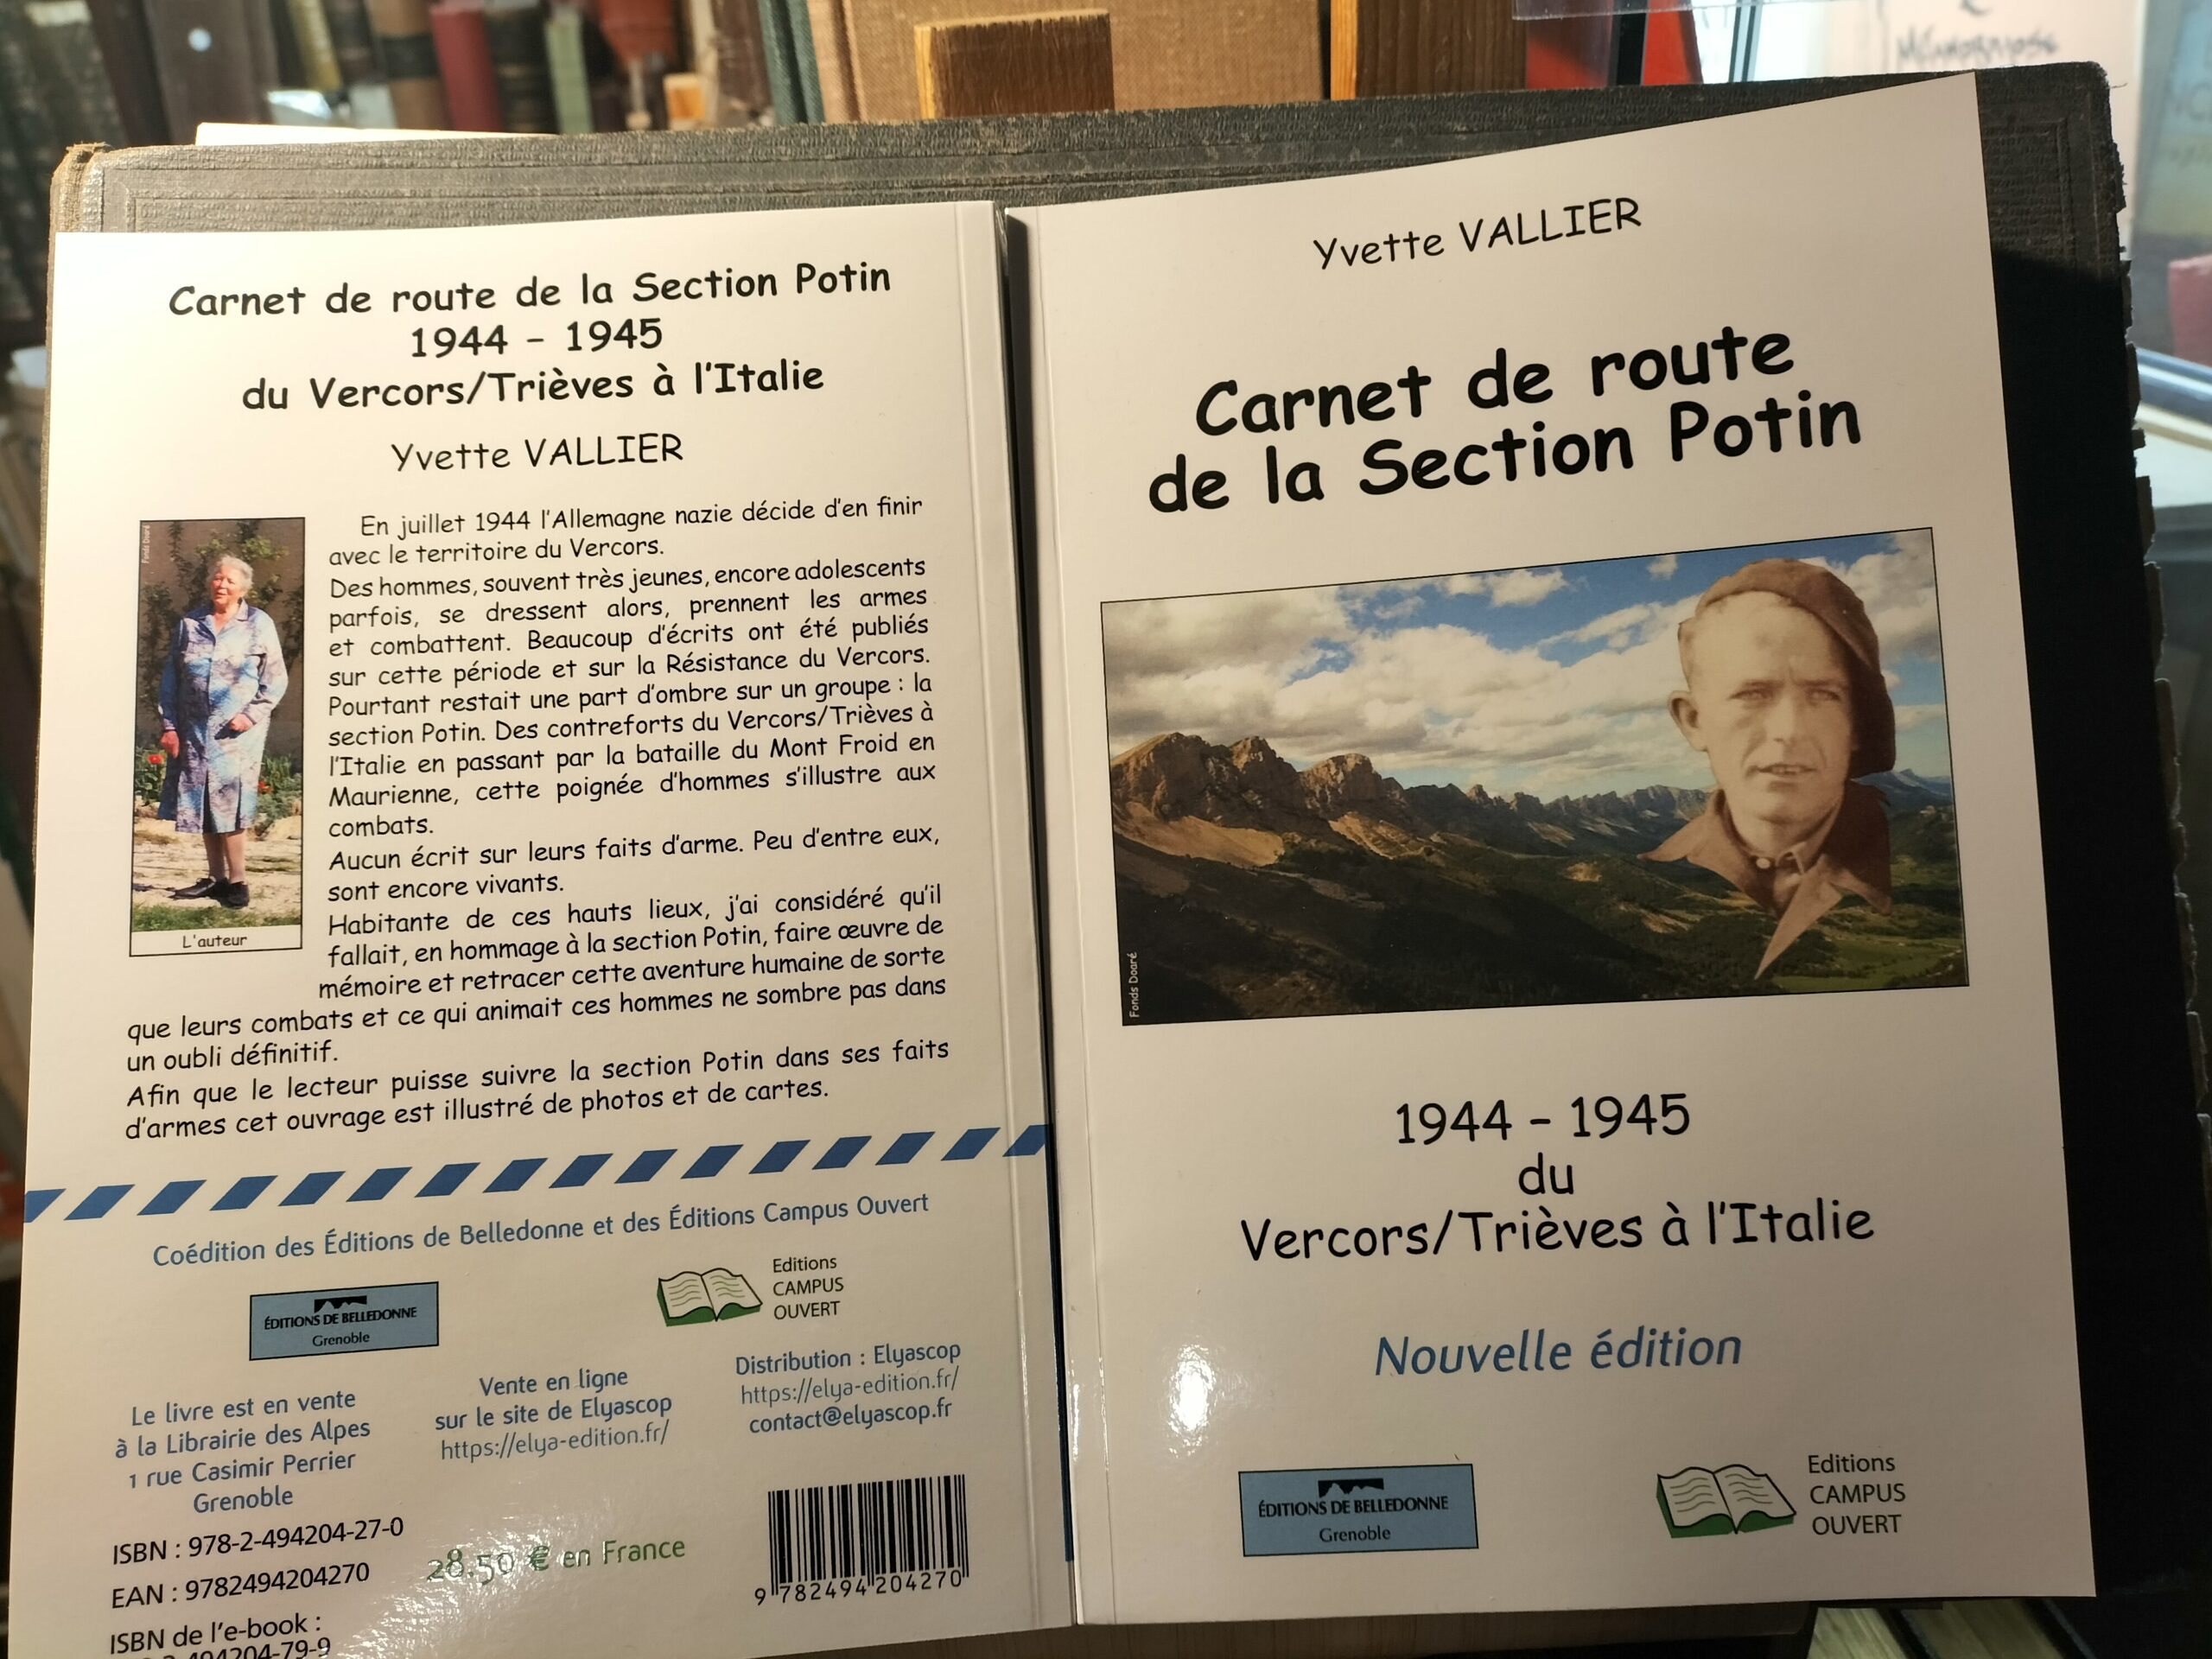 Carnet de route de la Section Potin
1944 - 1945
du Vercors/Trièves à l'Italie
Yvette VALLIER
Fonds Doaré
L'auteur
En juillet 1944 l'Allemagne nazie décide d'en finir
avec le territoire du Vercors.
Des hommes, souvent très jeunes, encore adolescents
parfois, se dressent alors, prennent les armes
et combattent. Beaucoup d'écrits ont été publiés
sur cette période et sur la Résistance du Vercors.
Pourtant restait une part d'ombre sur un groupe : la
section Potin. Des contreforts du Vercors/Trièves à
l'Italie en passant par la bataille du Mont Froid en
Maurienne, cette poignée d'hommes s'illustre aux
combats.
Aucun écrit sur leurs faits d'arme. Peu d'entre eux,
sont encore vivants.
Habitante de ces hauts lieux, j'ai considéré qu'il
fallait, en hommage à la section Potin, faire œuvre de
mémoire et retracer cette aventure humaine de sorte
que leurs combats et ce qui animait ces hommes ne sombre pas dans
un oubli définitif.
Afin que le lecteur puisse suivre la section Potin dans ses faits
d'armes cet ouvrage est illustré de photos et de cartes.
Coédition des Éditions de Belledonne et des Éditions Campus Ouvert
ÉDITIONS DE BELLEDONNE
Grenoble
Editions
CAMPUS
OUVERT
Le livre est en vente
à la Librairie des Alpes
1 rue Casimir Perrier
Grenoble
Vente en ligne
sur le site de Elyascop
https://elya-edition.fr/
Distribution : Elyascop
https://elya-edition.fr/
contact@elyascop.fr
ISBN : 978-2-494204-27-0
EAN : 9782494204270
ISBN de l'e-book :
2-494204-79-9
28.50 € en France
9 782494 204270
Yvette VALLIER
Carnet de route
de la Section Potin
Fonds Doaré
1944 - 1945
du
Vercors/Trièves à l'Italie
Nouvelle édition
ÉDITIONS DE BELLEDONNE
Grenoble
Editions
CAMPUS
OUVERT